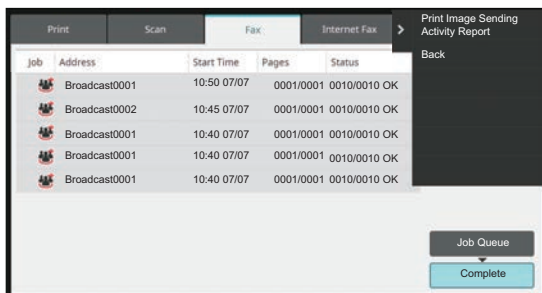 Print Scan Fax Internet Fax >
Print Image Sending
Activity Report
Back
Job Address Start Time Pages Status
Broadcast0001 10:50 07/07 0001/0001 0010/0010 OK
Broadcast0002 10:45 07/07 0001/0001 0010/0010 OK
Broadcast0001 10:40 07/07 0001/0001 0010/0010 OK
Broadcast0001 10:40 07/07 0001/0001 0010/0010 OK
Broadcast0001 10:40 07/07 0001/0001 0010/0010 OK
Job Queue
Complete